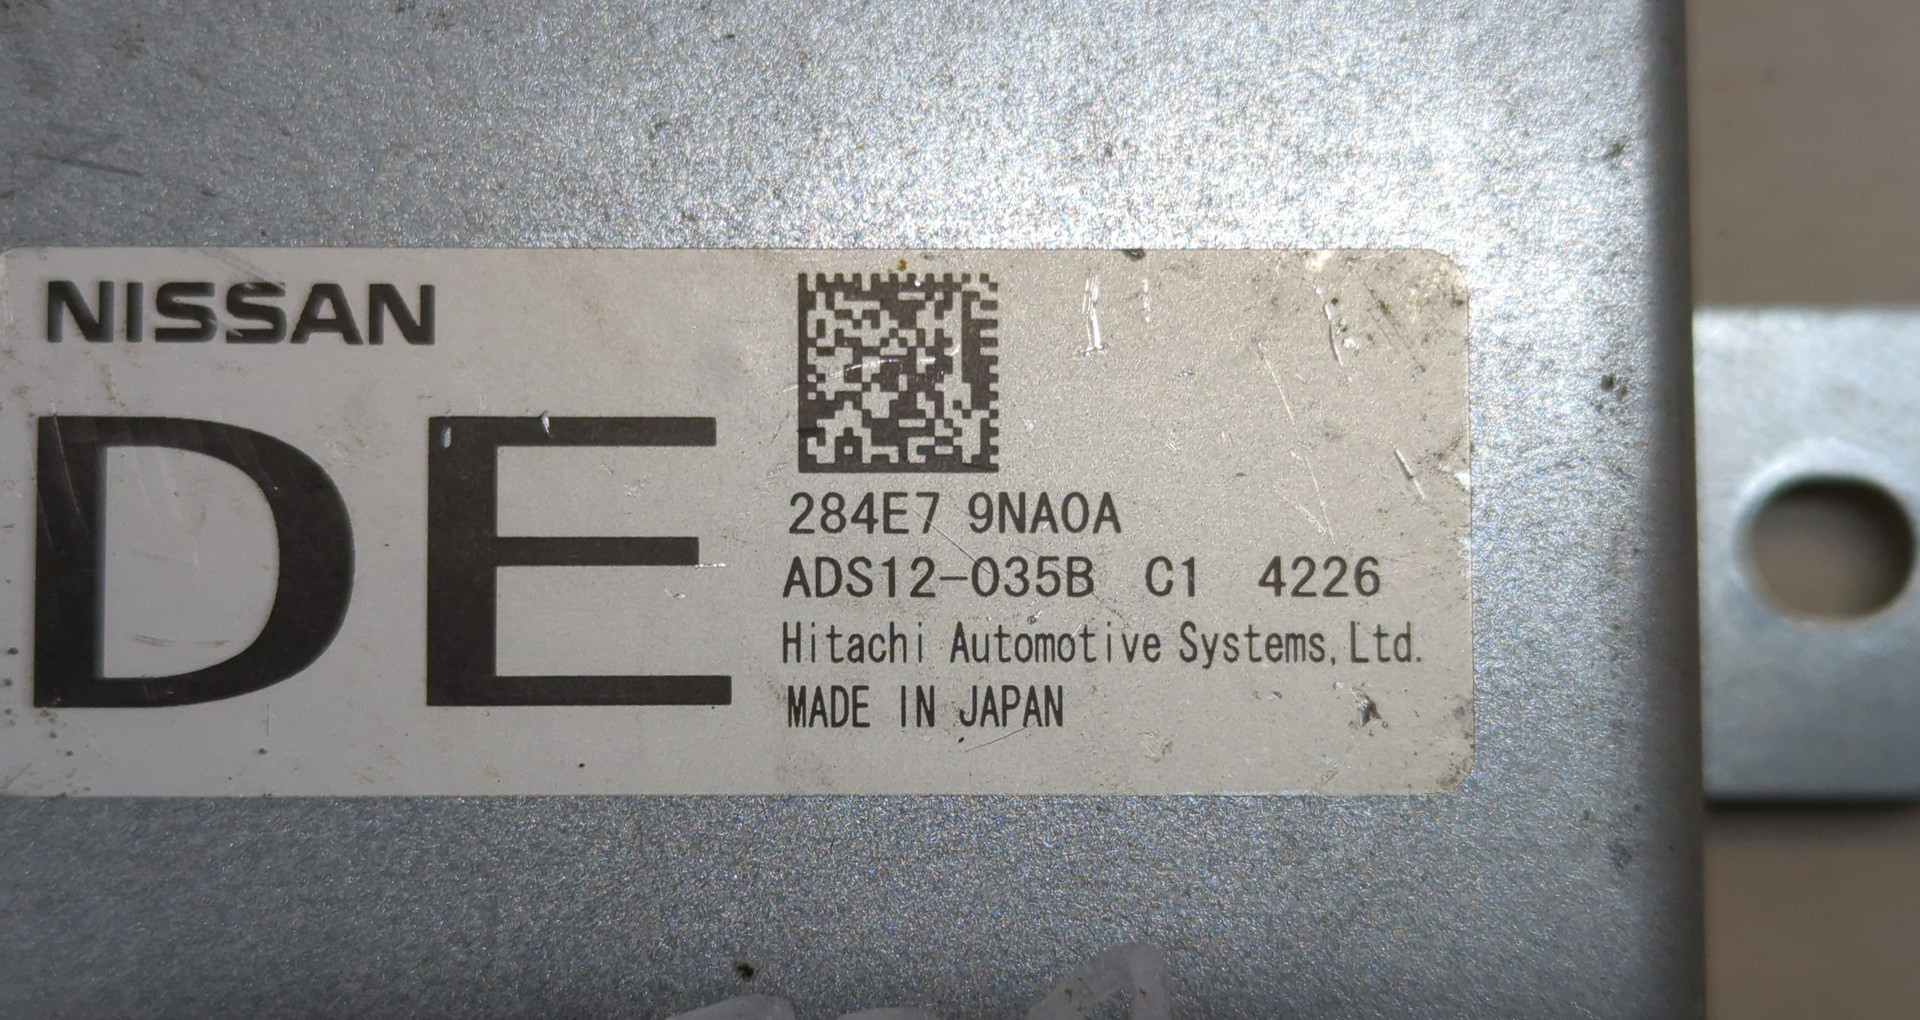 NISSAN
DE
284E7 9NA0A
ADS12-035B C1 4226
Hitachi Automotive Systems,Ltd.
MADE IN JAPAN